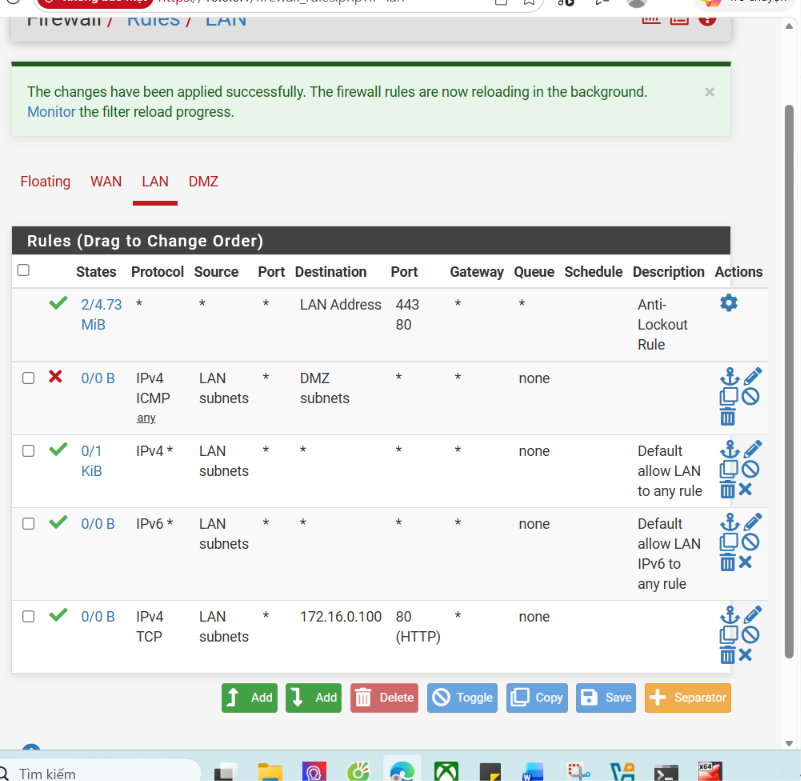 Firewall / Rules / LAN
The changes have been applied successfully. The firewall rules are now reloading in the background.
Monitor the filter reload progress.
×
Floating WAN LAN DMZ
Rules (Drag to Change Order)
States Protocol Source Port Destination Port Gateway Queue Schedule Description Actions
2/4.73 * * * LAN Address 443 * * Anti-
MiB 80 Lockout
Rule
0/0 B IPv4 LAN * DMZ * * none
ICMP subnets subnets
any
0/1 IPv4 * LAN * * * * none Default
KiB subnets allow LAN
to any rule
0/0 B IPv6 * LAN * * * * none Default
subnets allow LAN
IPv6 to
any rule
0/0 B IPv4 LAN * 172.16.0.100 80 * none
TCP subnets (HTTP)
Add Add Delete Toggle Copy Save Separator
Tìm kiếm